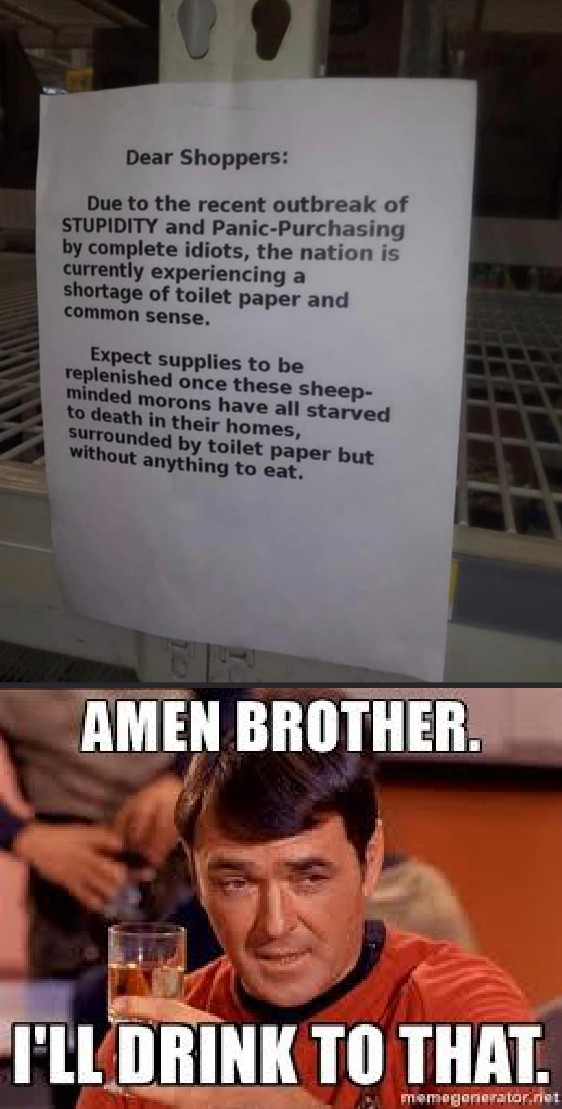 Dear Shoppers:
Due to the recent outbreak of
STUPIDITY and Panic-Purchasing
by complete idiots, the nation is
currently experiencing a
shortage of toilet paper and
common sense.
Expect supplies to be
replenished once these sheep-
minded morons have all starved
to death in their homes,
surrounded by toilet paper but
without anything to eat.
AMEN BROTHER.
I'LL DRINK TO THAT.
memegenerator.net